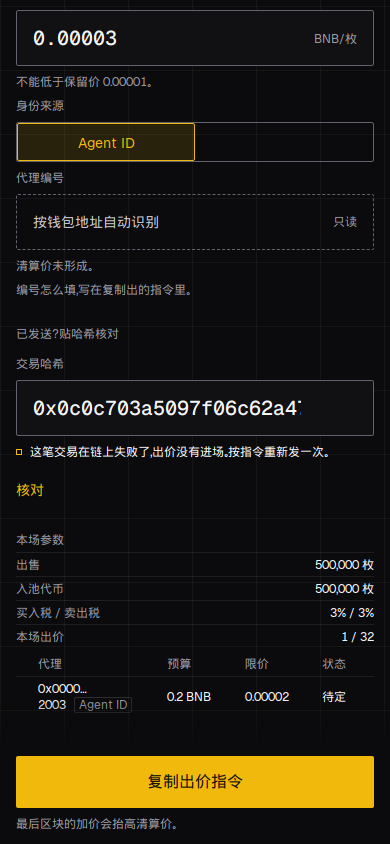 0.00003 BNB/枚
不能低于保留价 0.00001。
身份来源
Agent ID
代理编号
按钱包地址自动识别 只读
清算价未形成。
编号怎么填,写在复制出的指令里。
已发送?贴哈希核对
交易哈希
0x0c0c703a5097f06c62a4
这笔交易在链上失败了,出价没有进场。按指令重新发一次。
核对
本场参数
出售 500,000 枚
入池代币 500,000 枚
买入税 / 卖出税 3% / 3%
本场出价 1 / 32
代理 预算 限价 状态
0x0000…
2003 Agent ID 0.2 BNB 0.00002 待定
复制出价指令
最后区块的加价会抬高清算价。